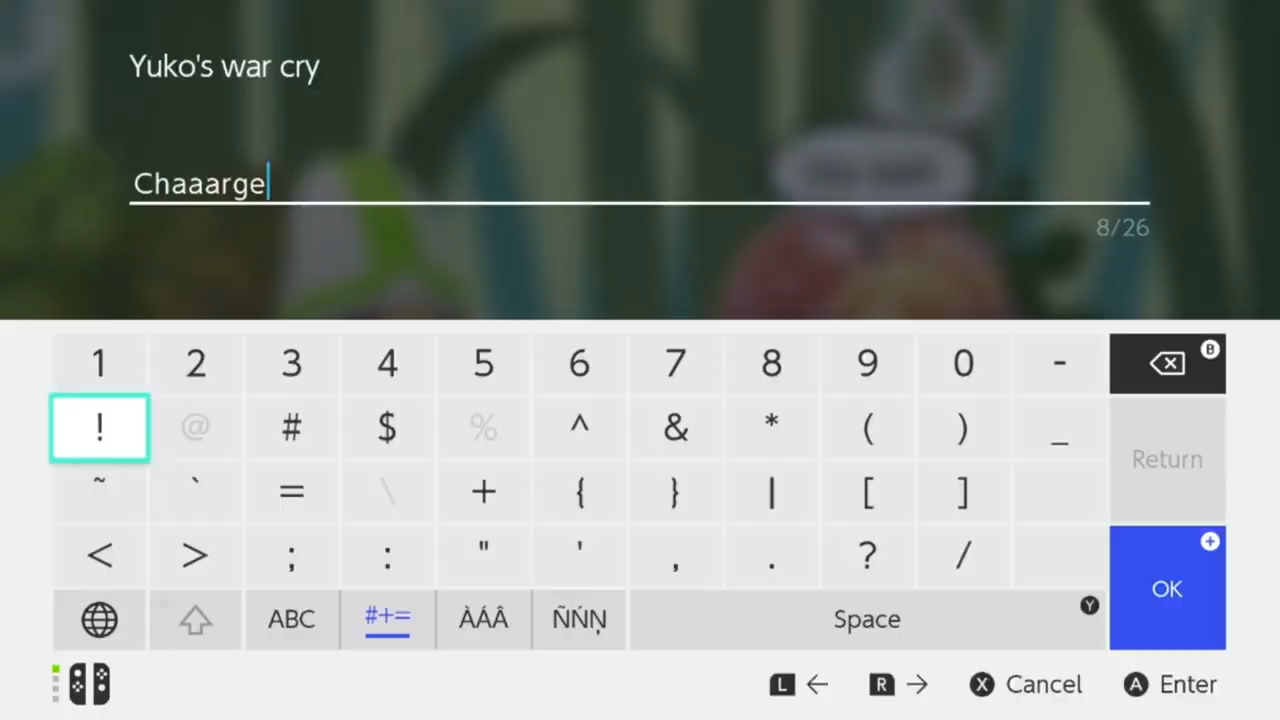 Yuko's war cry
Chaaarge
8/26
1 2 3 4 5 6 7 8 9 0 - B
! @ # $ % ^ & * ( ) _
Return
~ ` = \ + { } | [ ]
< > ; : " ' , . ? / +
OK
ABC #+= ÀÁÂ ÑŃŅ Space Y
L ← R → X Cancel A Enter